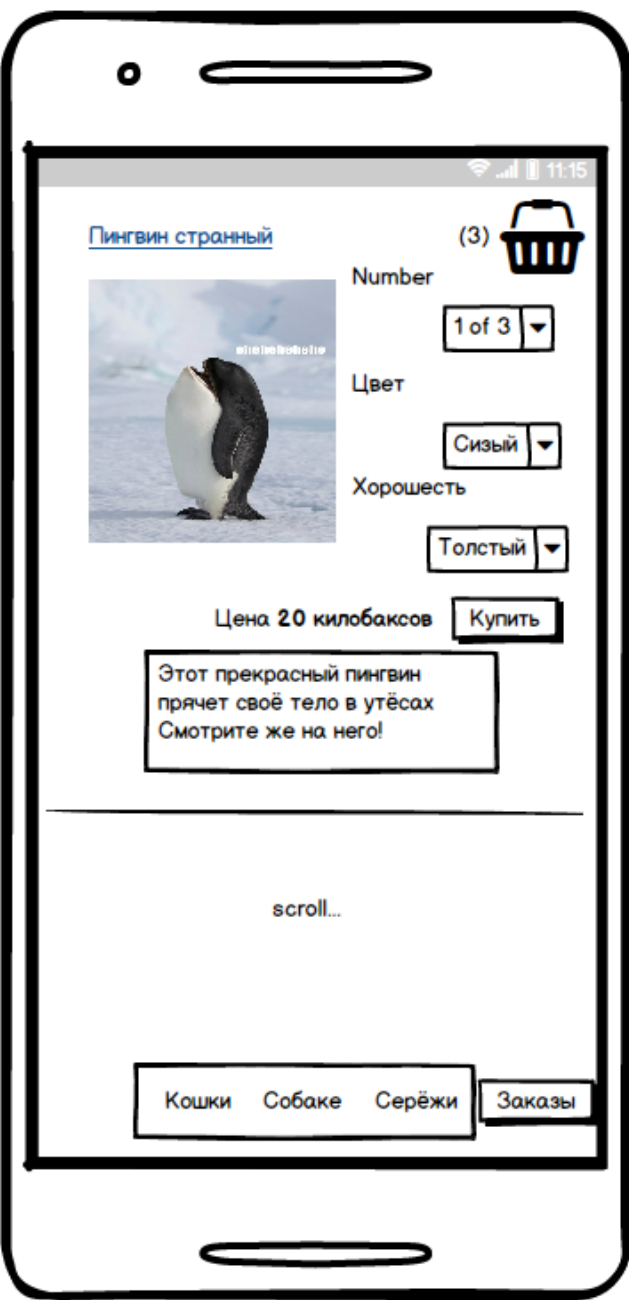 11:15
Пингвин странный
(3)
Number
1 of 3
Цвет
Сизый
Хорошесть
Толстый
Цена 20 килобаксов
Купить
Этот прекрасный пингвин
прячет своё тело в утёсах
Смотрите же на него!
scroll...
Кошки Собаке Серёжи
Заказы